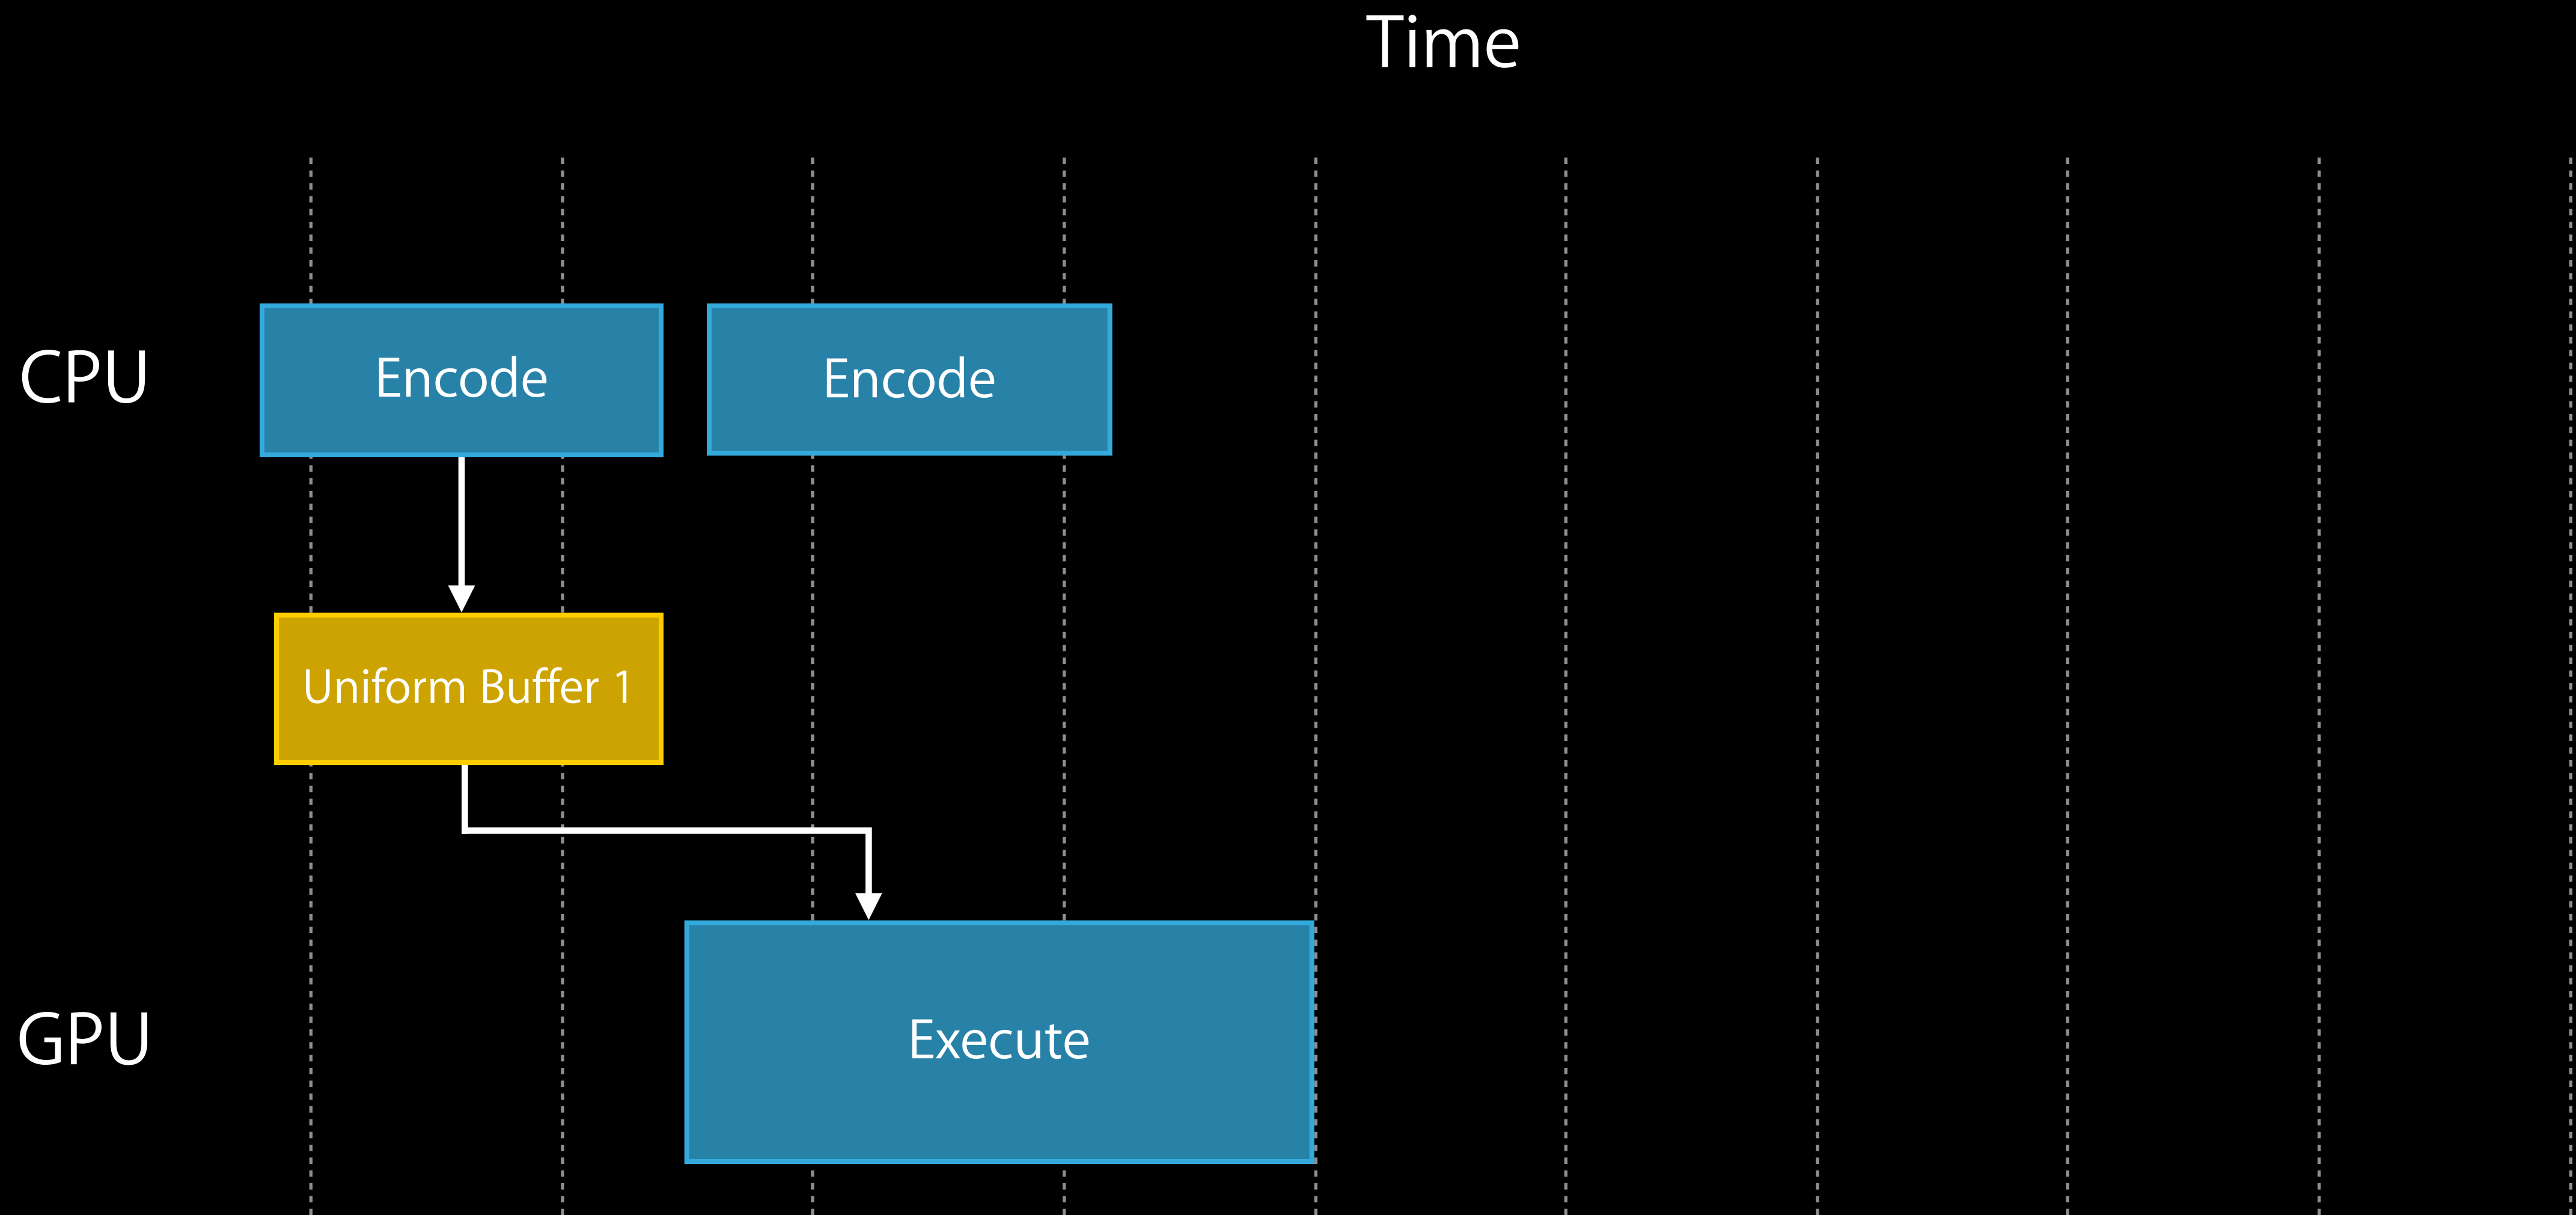 Time
CPU
Encode
Encode
Uniform Buffer 1
GPU
Execute